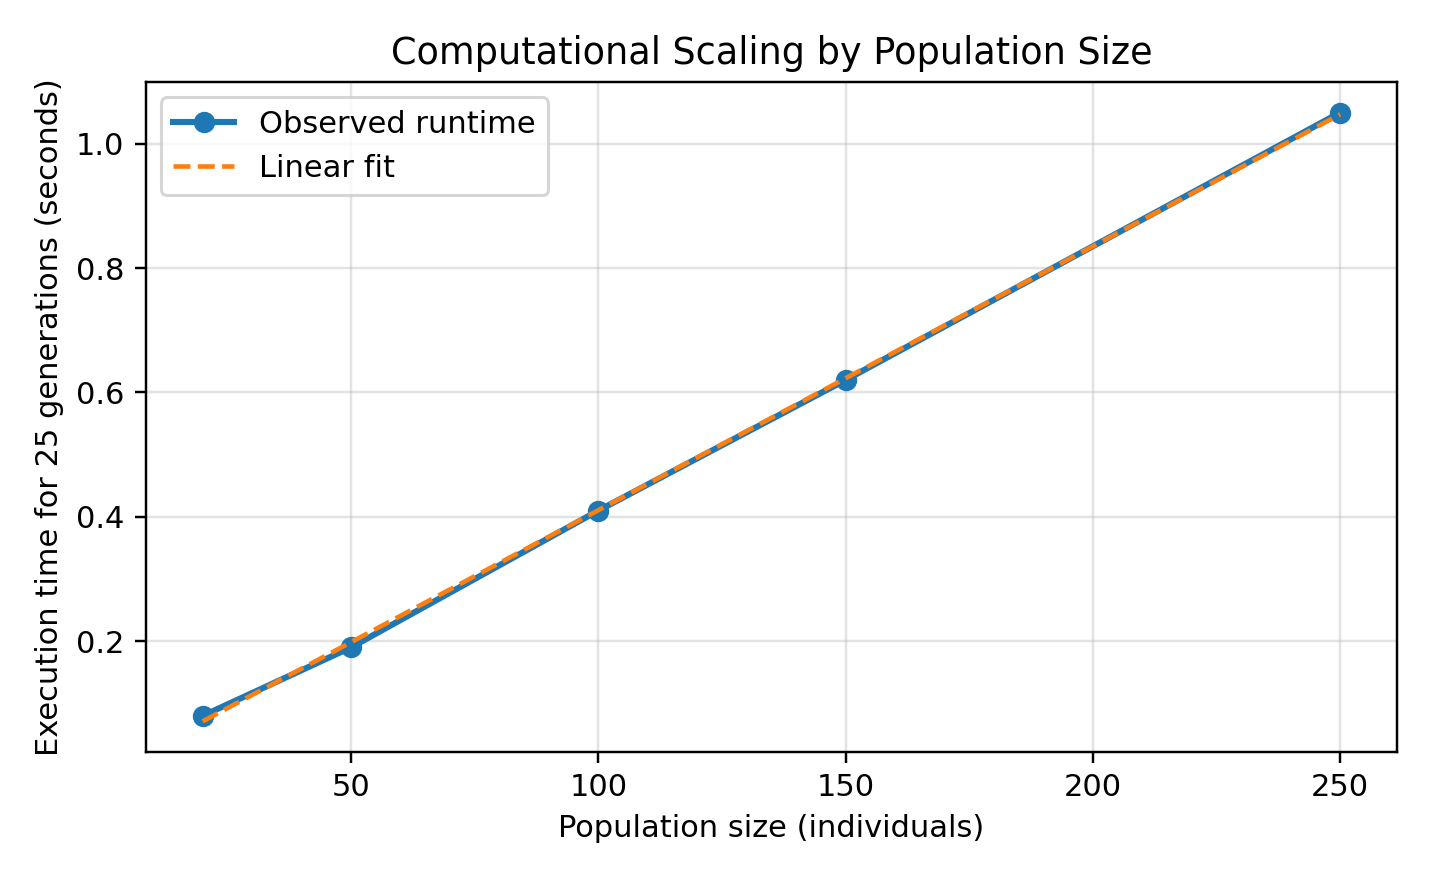 Computational Scaling by Population Size
Observed runtime
Linear fit
Execution time for 25 generations (seconds)
1.0
0.8
0.6
0.4
0.2
50
100
150
200
250
Population size (individuals)